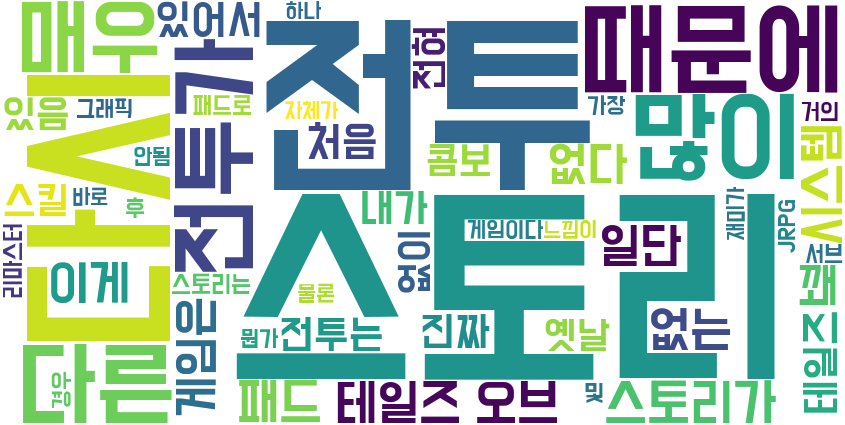 매우
있어서
하나
전투
전혀
때문에
있음
그래픽
패드로
자체가
가장
많이
거의
다시
전투가
처음
안됨
콤보
없다
시스템
스킬
바로
후
내가
게임이다
느낌이
재미가
JRPG
리마스터
이게
스토리는
없이
일단
서브
스토리
물론
꽤
게임은
뭔가
전투는
진짜
옛날
없는
테일즈
다른
경우
패드
테일즈 오브
및
스토리가